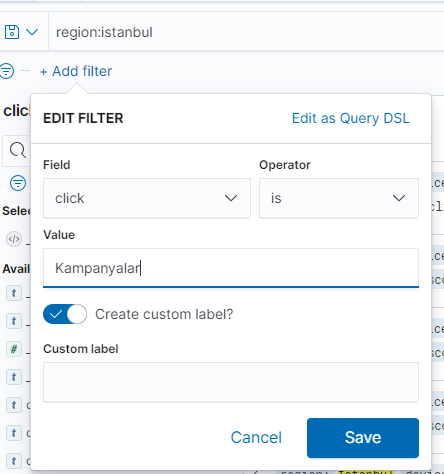 region:istanbul
+ Add filter
EDIT FILTER
Edit as Query DSL
Field
Operator
click
is
Value
Kampanyalar
Create custom label?
Custom label
Cancel
Save